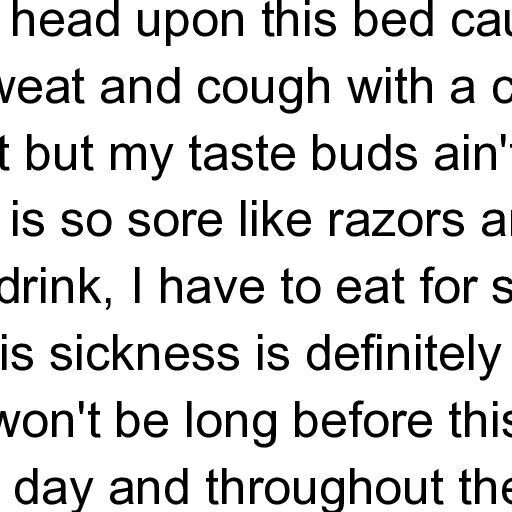 head upon this bed cau
weat and cough with a c
t but my taste buds ain't
is so sore like razors a
drink, I have to eat for s
is sickness is definitely
won't be long before this
day and throughout the